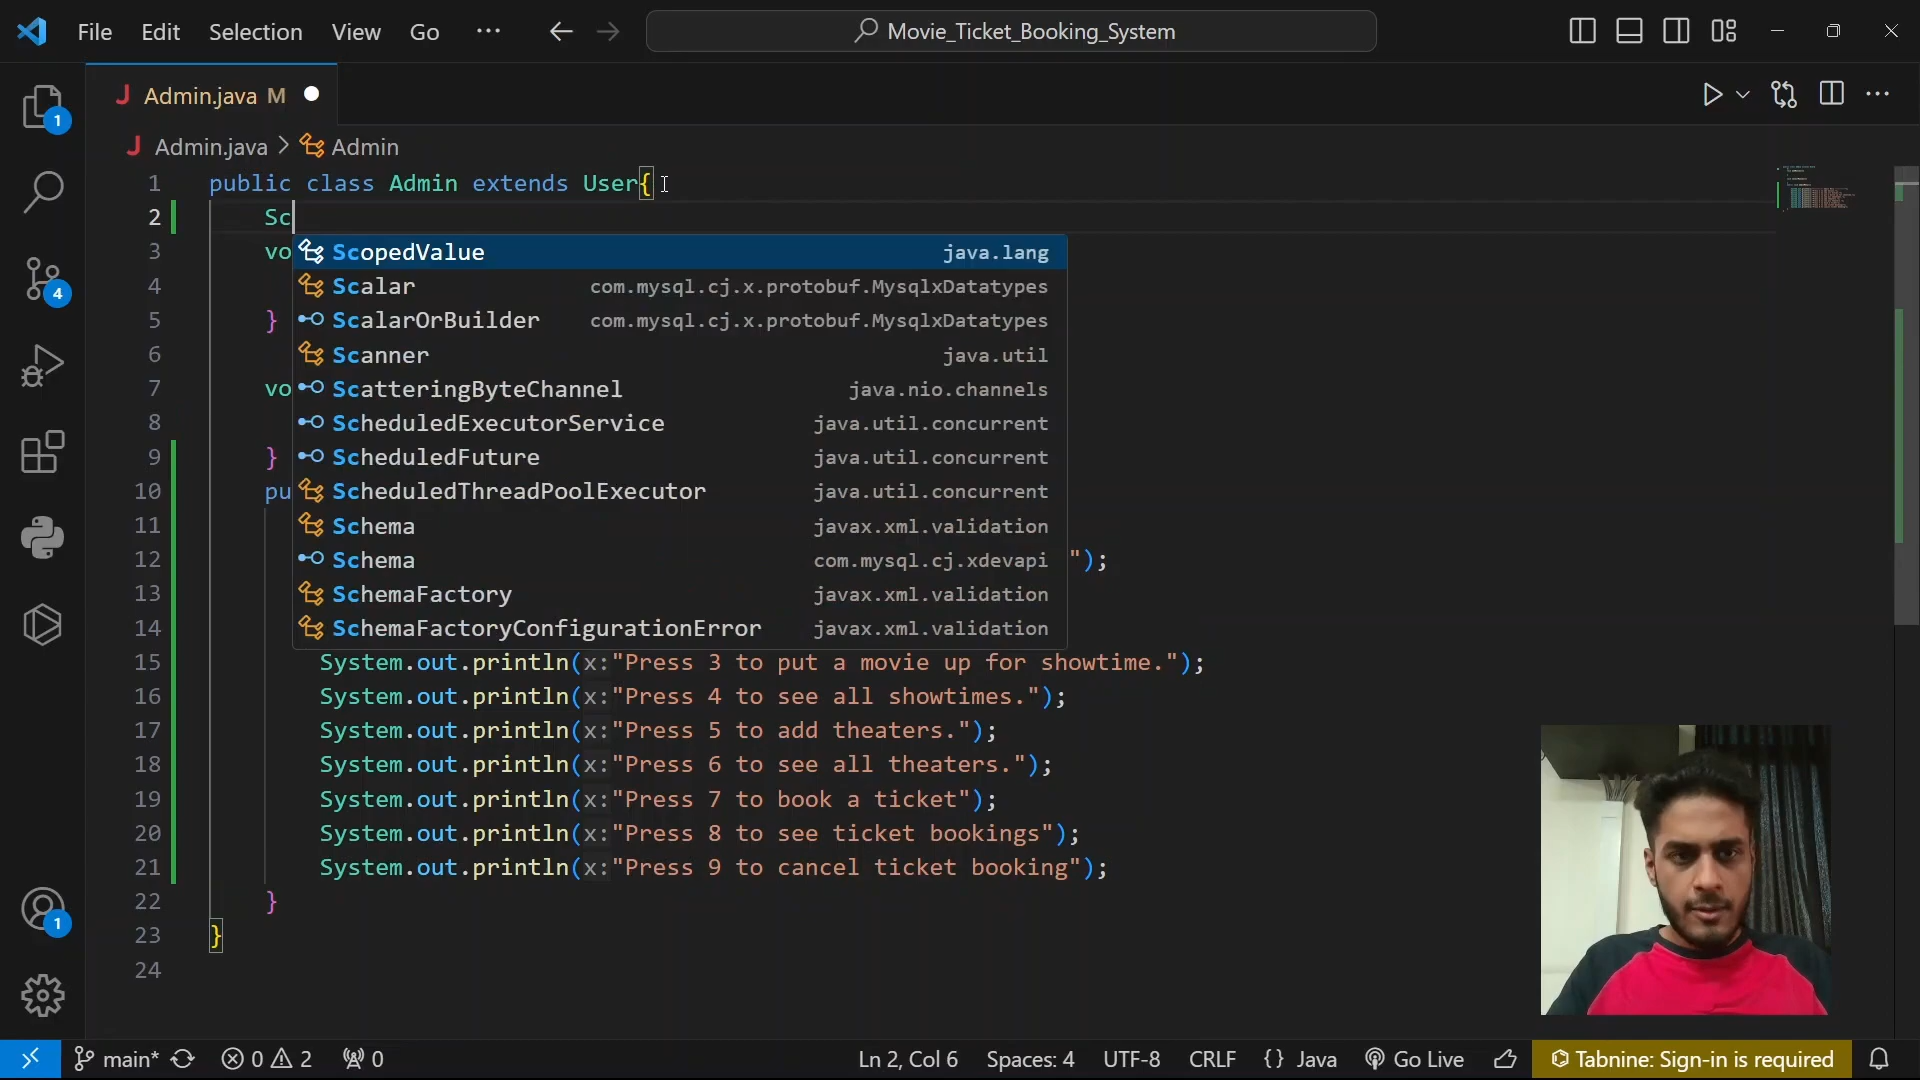 File Edit Selection View Go ··· Movie_Ticket_Booking_System
Admin.java M
Admin.java > Admin
1 public class Admin extends User{
2 Sc
3 vo
4
5 }
6
7 vo
8
9 }
10 pu
11
12 ");
13
14
ScopedValue java.lang
Scalar com.mysql.cj.x.protobuf.MysqlxDatatypes
ScalarOrBuilder com.mysql.cj.x.protobuf.MysqlxDatatypes
Scanner java.util
ScatteringByteChannel java.nio.channels
ScheduledExecutorService java.util.concurrent
ScheduledFuture java.util.concurrent
ScheduledThreadPoolExecutor java.util.concurrent
Schema javax.xml.validation
Schema com.mysql.cj.xdevapi
SchemaFactory javax.xml.validation
SchemaFactoryConfigurationError javax.xml.validation
15 System.out.println(x:"Press 3 to put a movie up for showtime.");
16 System.out.println(x:"Press 4 to see all showtimes.");
17 System.out.println(x:"Press 5 to add theaters.");
18 System.out.println(x:"Press 6 to see all theaters.");
19 System.out.println(x:"Press 7 to book a ticket");
20 System.out.println(x:"Press 8 to see ticket bookings");
21 System.out.println(x:"Press 9 to cancel ticket booking");
22 }
23 }
24
1
4
1
main* 0 2 0 Ln 2, Col 6 Spaces: 4 UTF-8 CRLF {} Java Go Live Tabnine: Sign-in is required